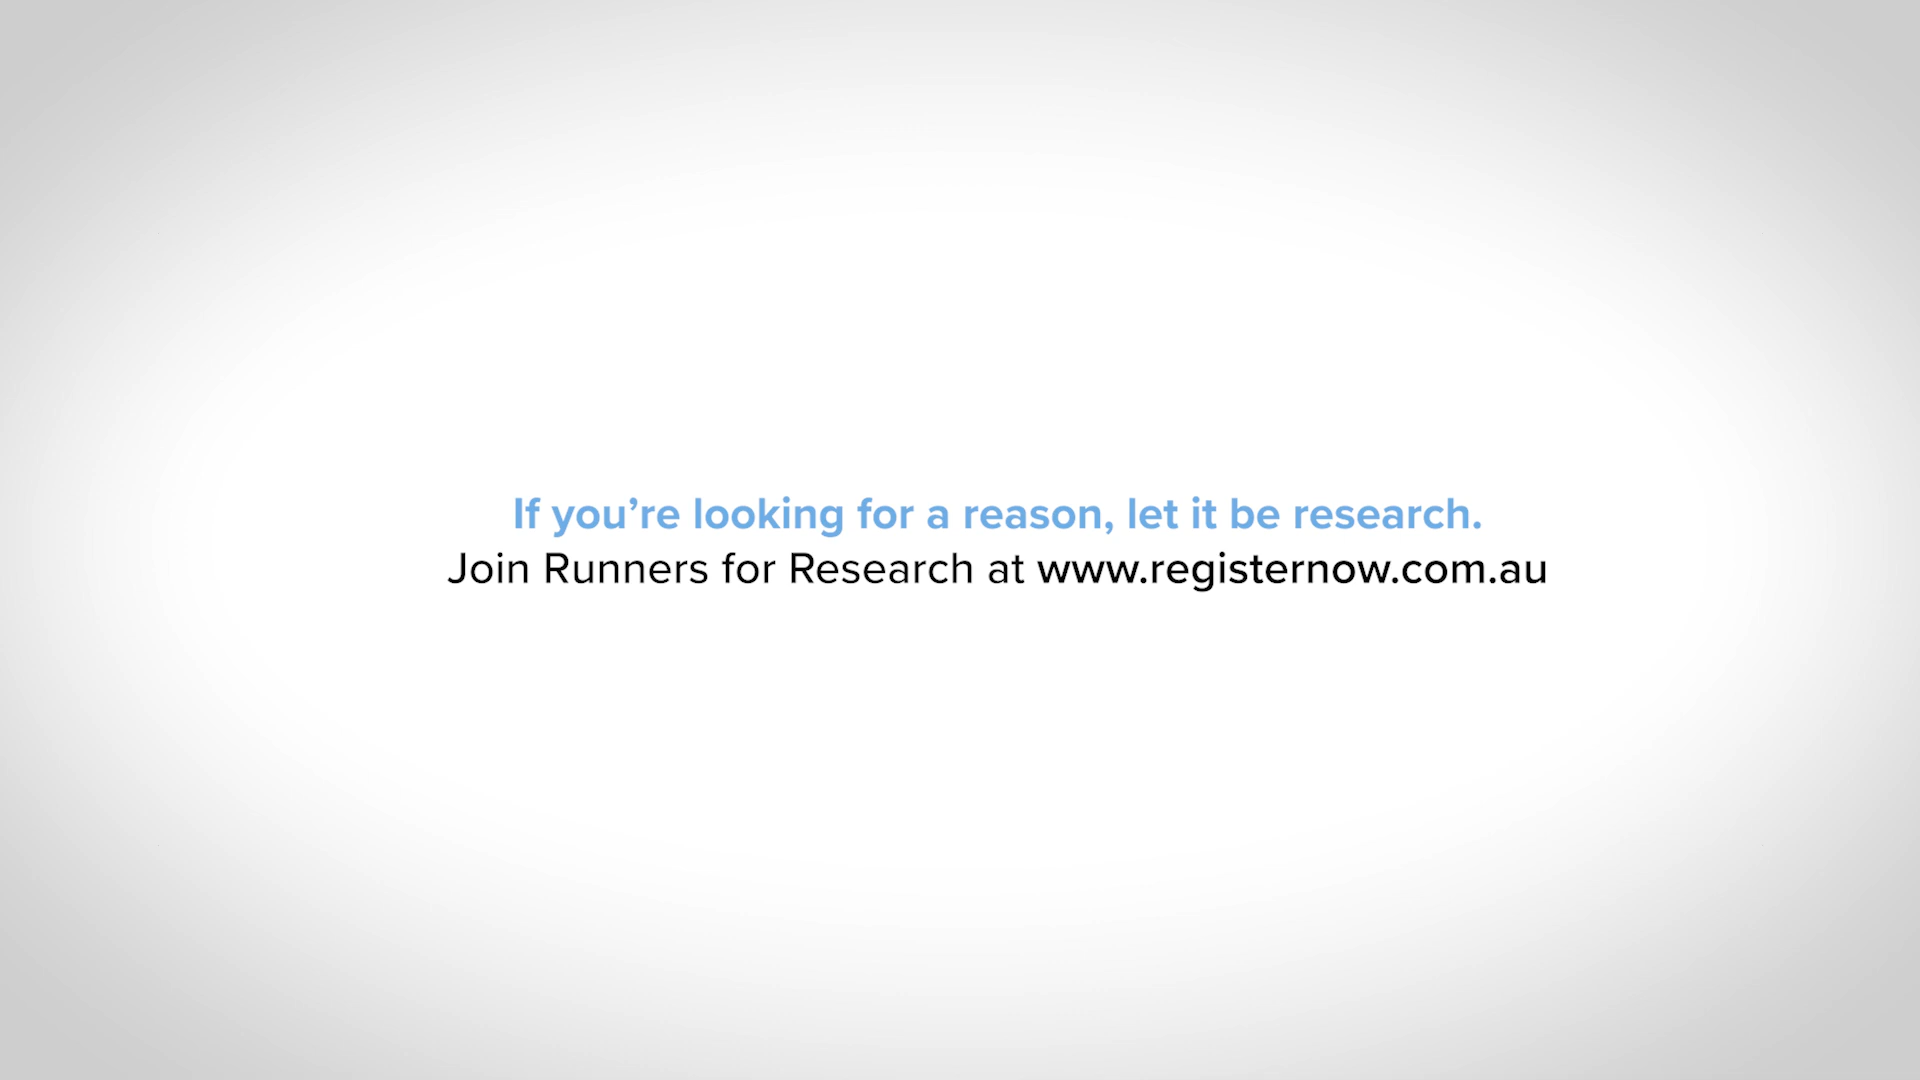 If you’re looking for a reason, let it be research.
Join Runners for Research at www.registernow.com.au